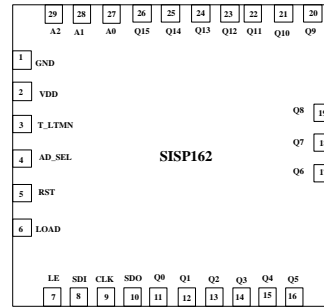 29 28 27 26 25 24 23 22 21 20
A2 A1 A0 Q15 Q14 Q13 Q12 Q11 Q10 Q9
1 GND
2 VDD
3 T_LTMN
4 AD_SEL
5 RST
6 LOAD
SISP162
Q8
Q7
Q6
LE SDI CLK SDO Q0 Q1 Q2 Q3 Q4 Q5
7 8 9 10 11 12 13 14 15 16